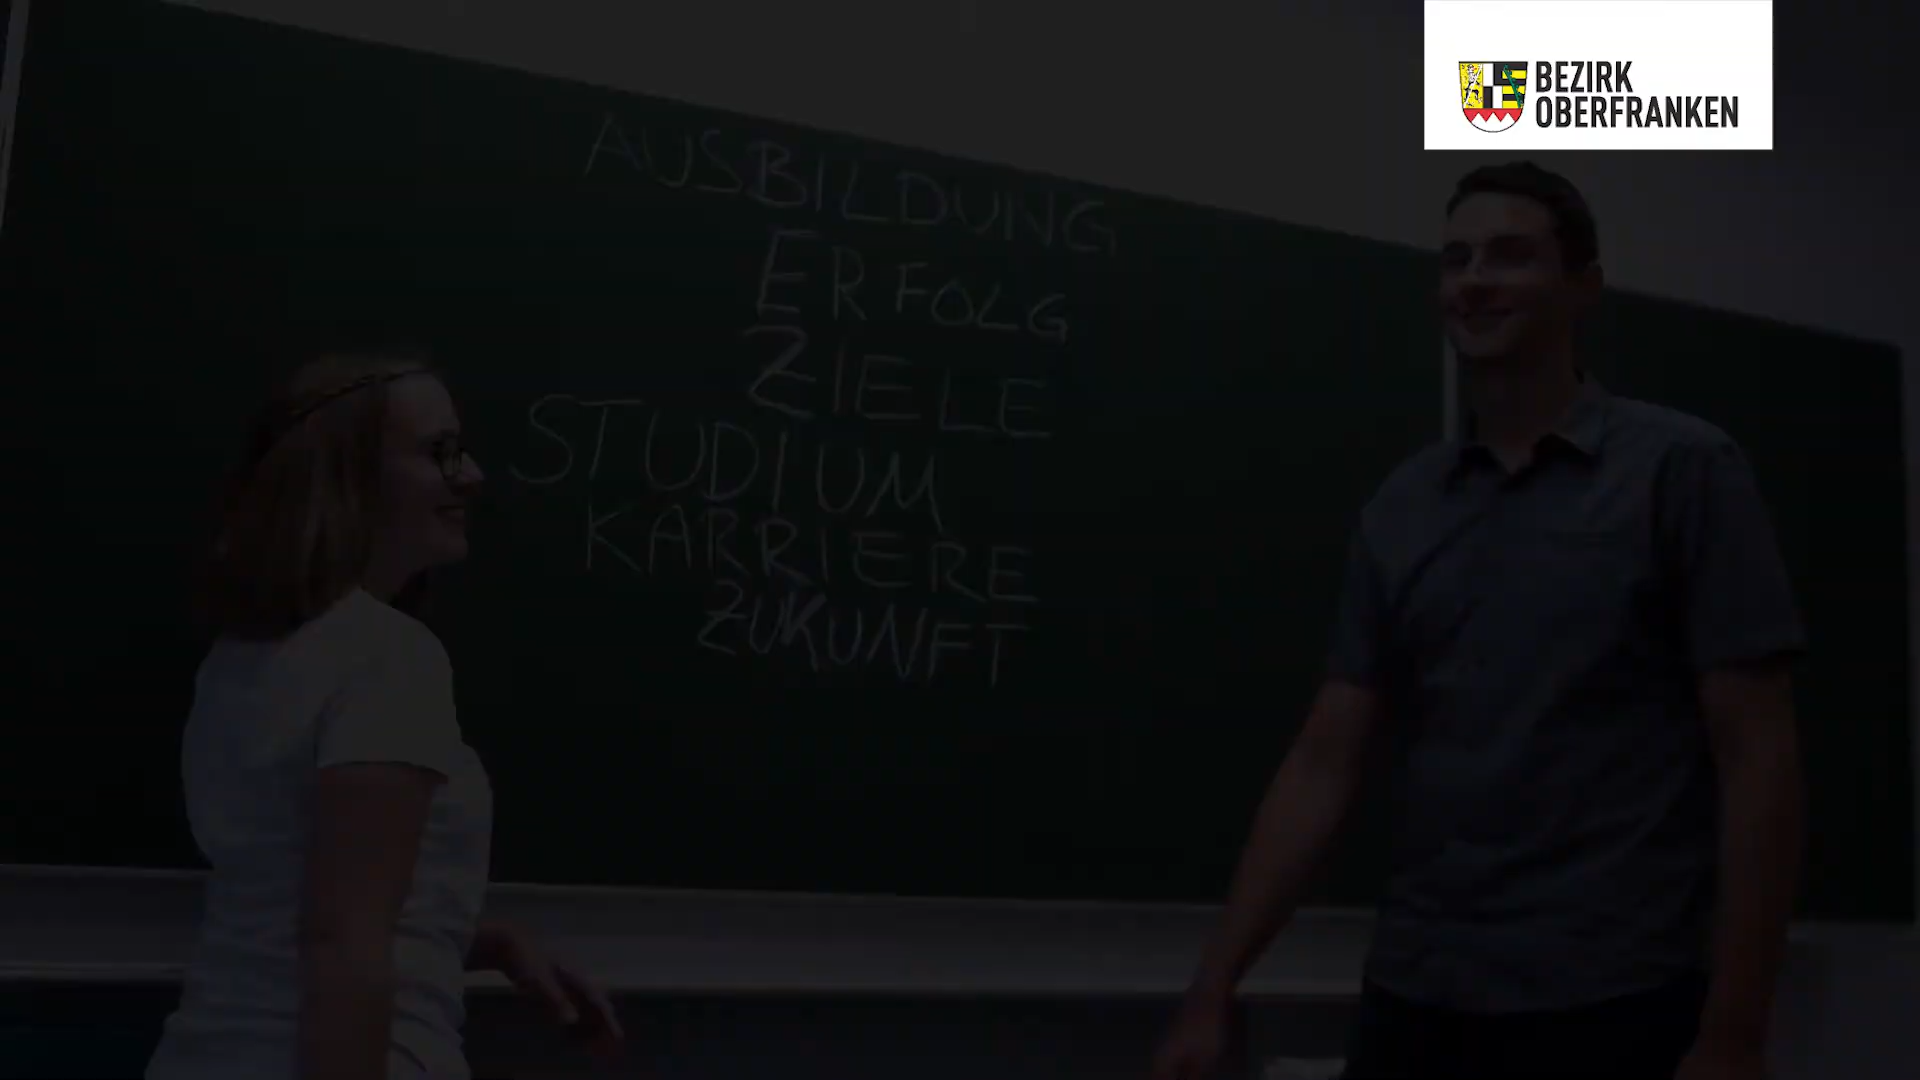 BEZIRK
OBERFRANKEN
AUSBILDUNG
ERFOLG
ZIELE
STUDIUM
KARRIERE
ZUKUNFT